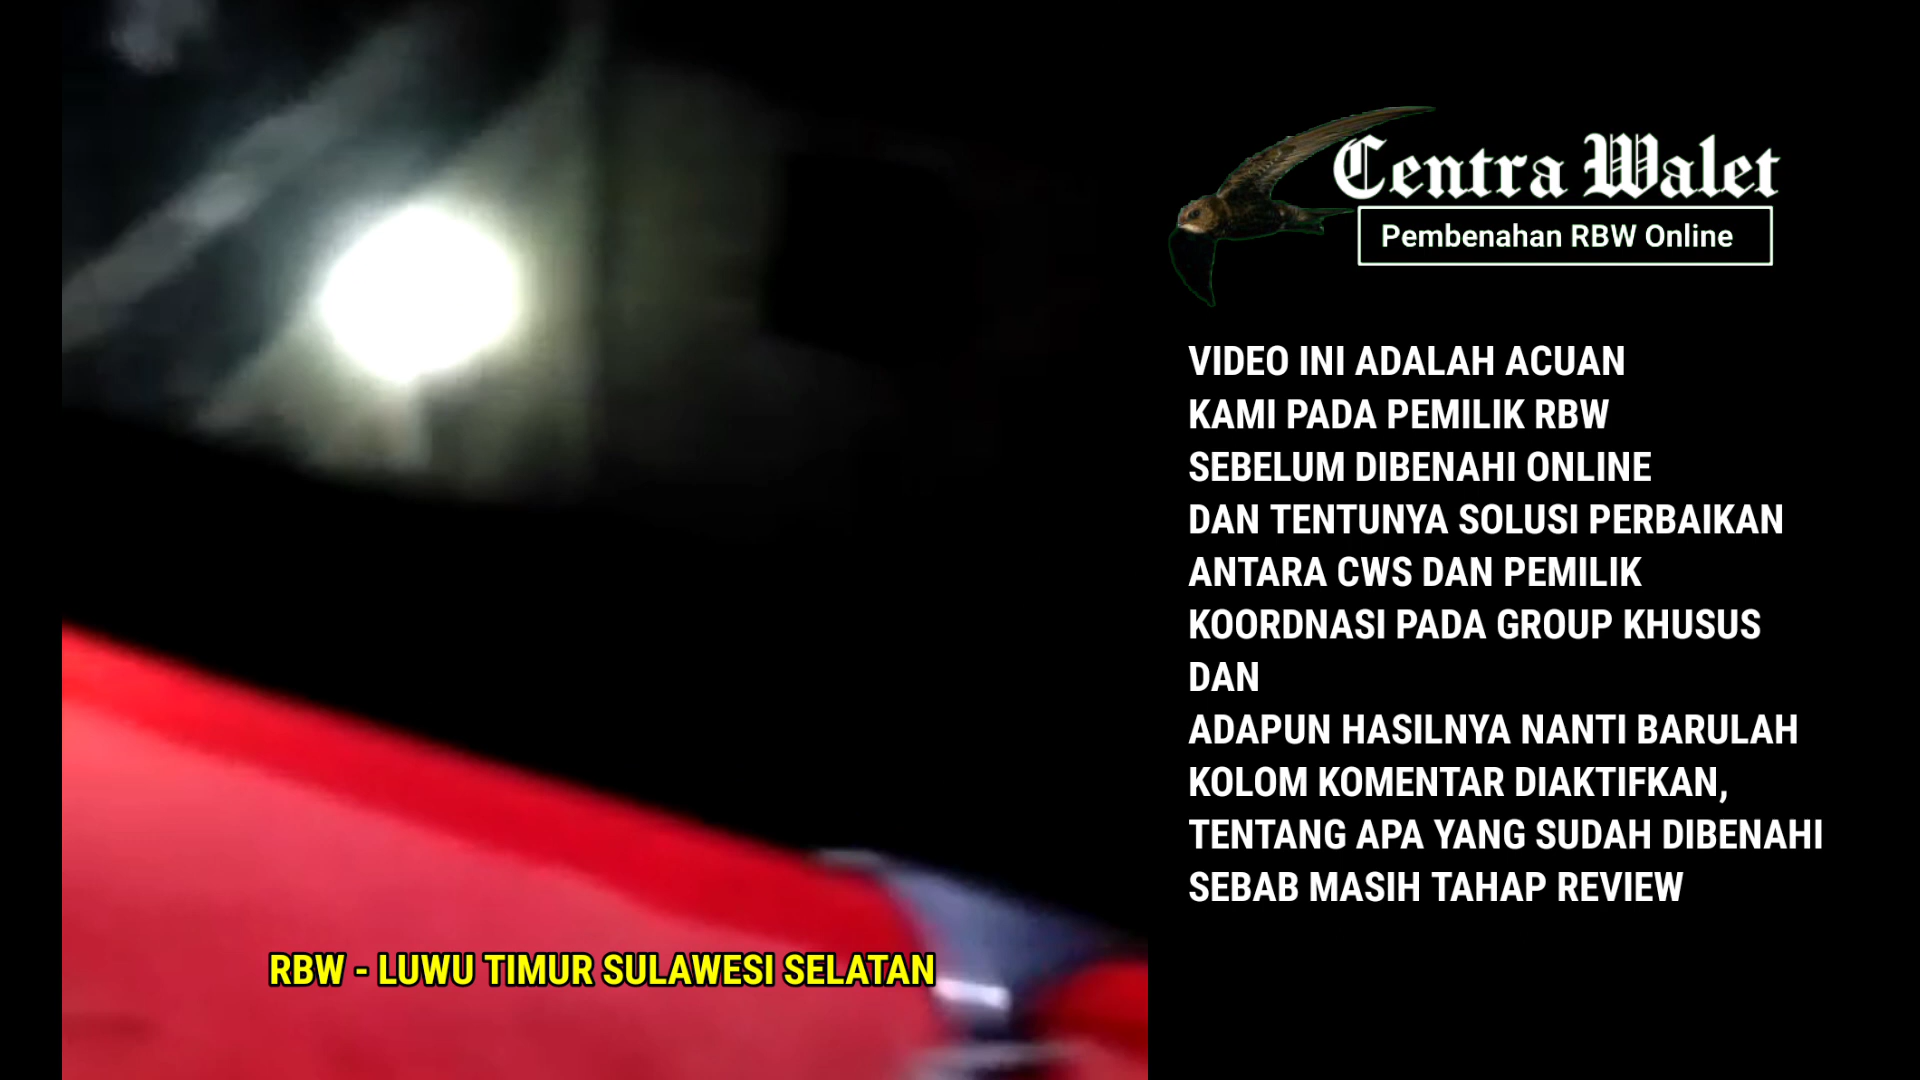 Centra Walet
Pembenahan RBW Online
VIDEO INI ADALAH ACUAN
KAMI PADA PEMILIK RBW
SEBELUM DIBENAHI ONLINE
DAN TENTUNYA SOLUSI PERBAIKAN
ANTARA CWS DAN PEMILIK
KOORDNASI PADA GROUP KHUSUS
DAN
ADAPUN HASILNYA NANTI BARULAH
KOLOM KOMENTAR DIAKTIFKAN,
TENTANG APA YANG SUDAH DIBENAHI
SEBAB MASIH TAHAP REVIEW
RBW - LUWU TIMUR SULAWESI SELATAN